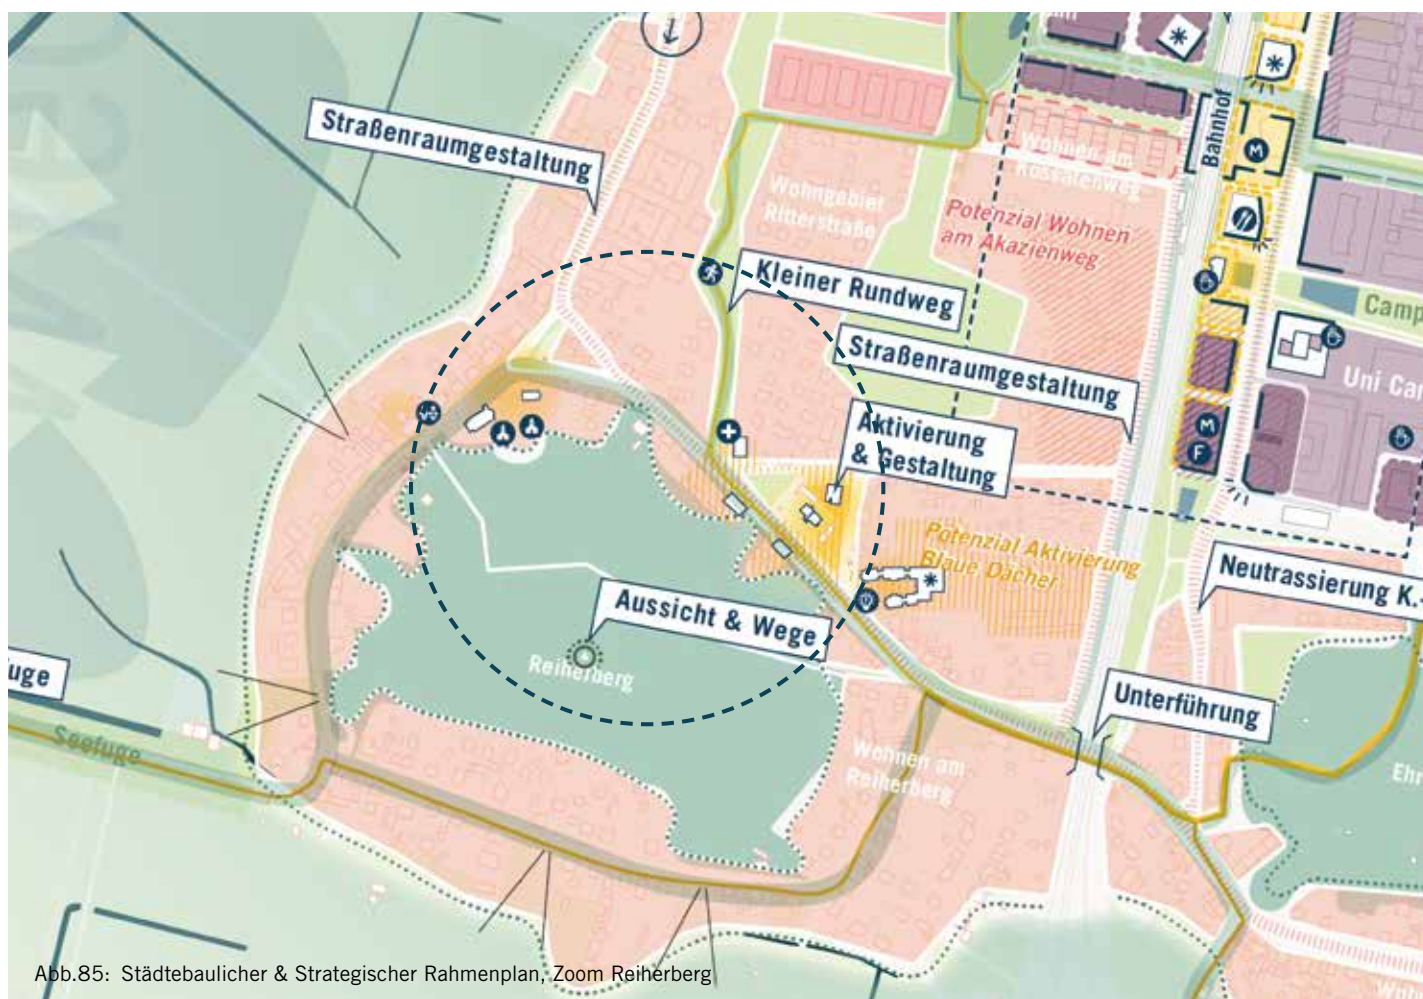 Straßenraumgestaltung
Bahnhof
M
Wohnen am
Rossatenweg
Wohngebiet
Ritterstraße
Potenzial Wohnen
am Akazienweg
Kleiner Rundweg
Camp
Straßenraumgestaltung
Uni Ca
Aktivierung
& Gestaltung
M
F
Potenzial Aktivierung
Blaue Dächer
Neutrassierung K.-
Aussicht & Wege
Reiherberg
uge
Unterführung
Seefuge
Wohnen am
Reiherberg
Ehr
Abb.85: Städtebaulicher & Strategischer Rahmenplan, Zoom Reiherberg